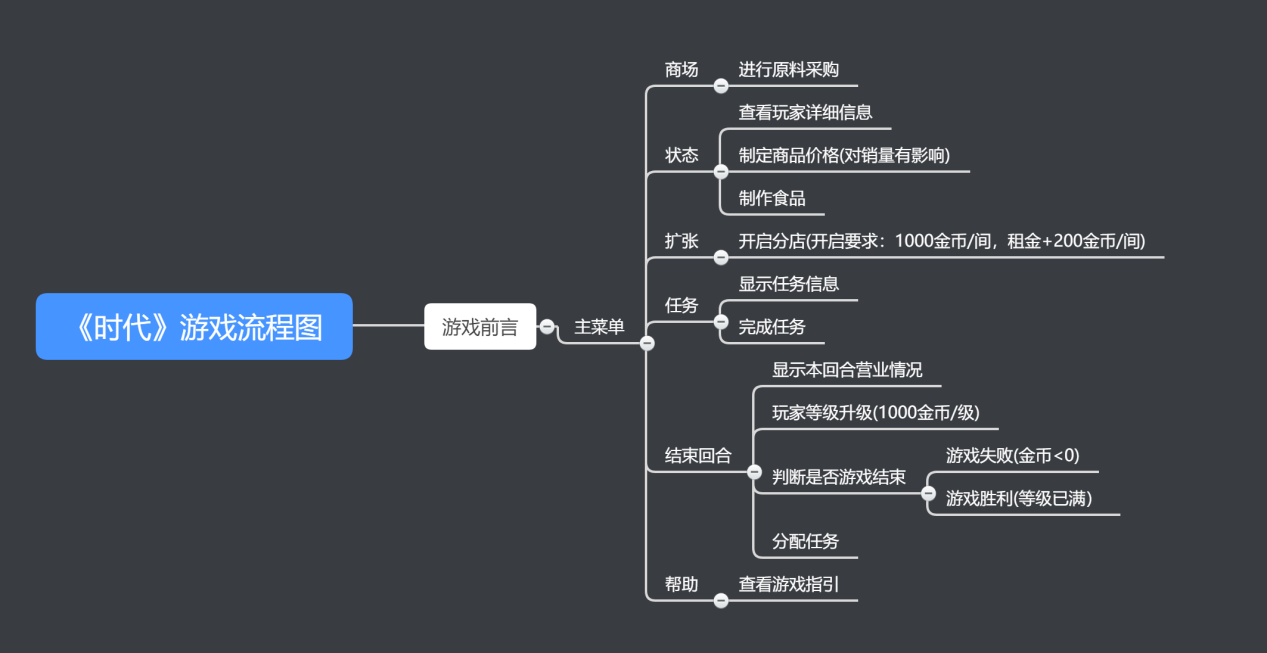 《时代》游戏流程图
游戏前言
主菜单
商场
进行原料采购
状态
查看玩家详细信息
制定商品价格(对销量有影响)
制作食品
扩张
开启分店(开启要求：1000金币/间，租金+200金币/间)
任务
显示任务信息
完成任务
结束回合
显示本回合营业情况
玩家等级升级(1000金币/级)
判断是否游戏结束
游戏失败(金币<0)
游戏胜利(等级已满)
分配任务
帮助
查看游戏指引